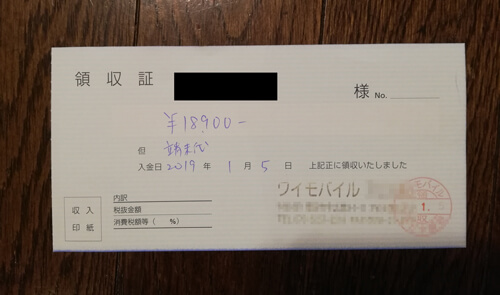 領収証 様 No.
¥18,900-
但 端末代
入金日 2019 年 1 月 5 日 上記正に領収いたしました
収入
印紙
内訳
税抜金額
消費税額等( %)
ワイモバイル